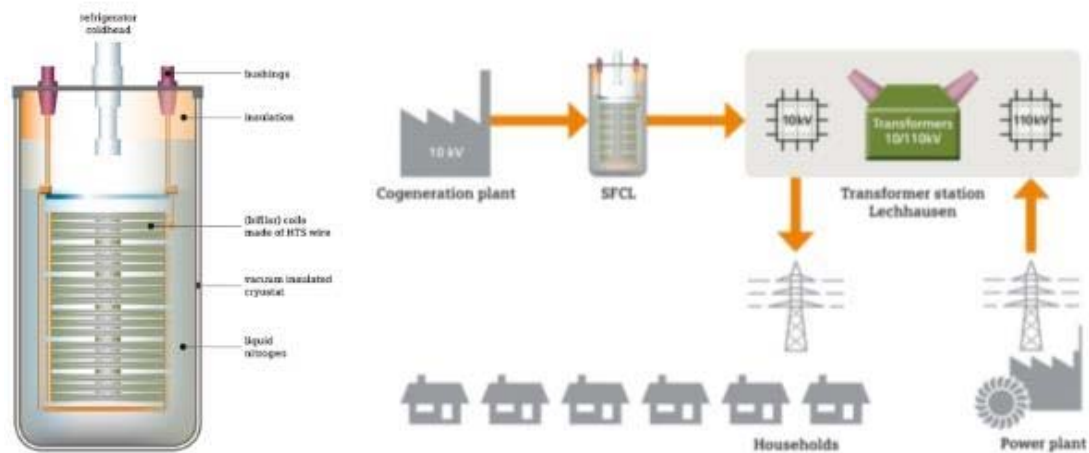 refrigerator
coldhead
bushings
insulation
(bifilar) coils
made of HTS wire
vacuum insulated
cryostat
liquid
nitrogen
10 kV
Cogeneration plant
SFCL
10kV
Transformers
10/110kV
110kV
Transformer station
Lechhausen
Households
Power plant